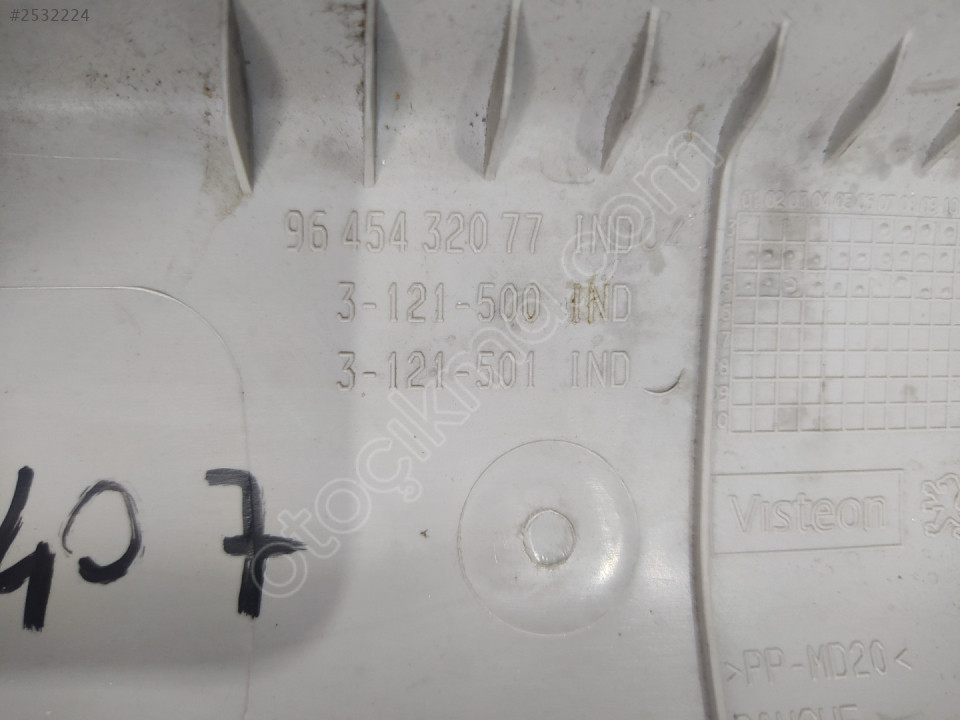 #2532224
96 454 320 77 IND
3-121-500 IND
3-121-501 IND
otoçıkma.com
407
Visteon
>PP-MD20<